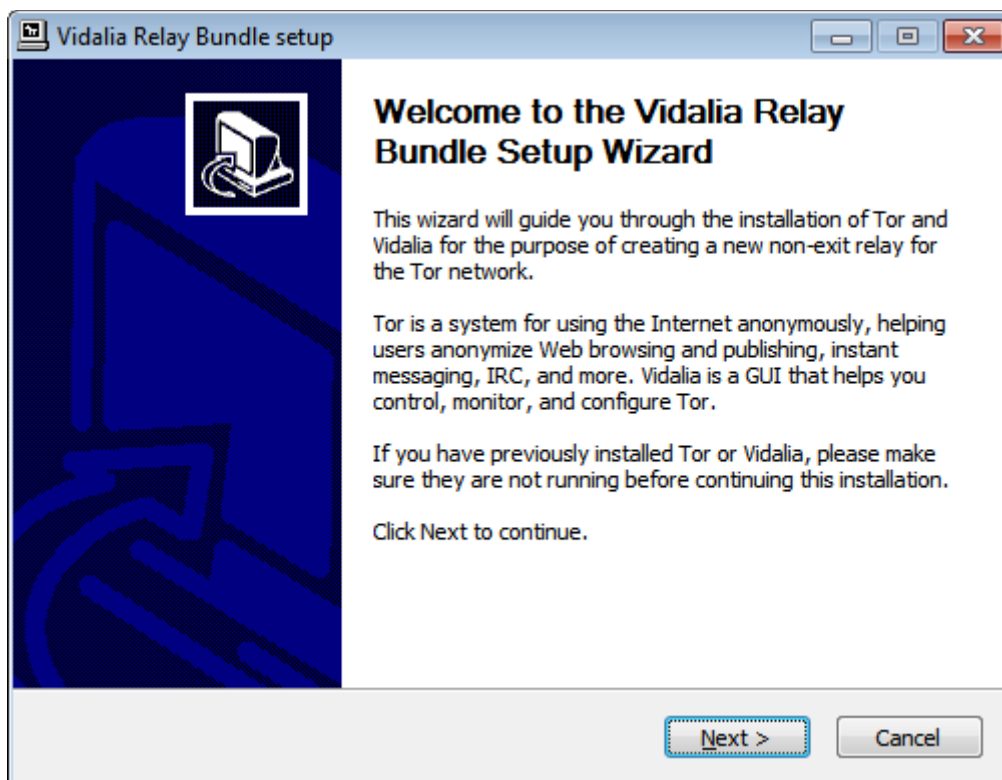 Vidalia Relay Bundle setup
Welcome to the Vidalia Relay
Bundle Setup Wizard
This wizard will guide you through the installation of Tor and
Vidalia for the purpose of creating a new non-exit relay for
the Tor network.
Tor is a system for using the Internet anonymously, helping
users anonymize Web browsing and publishing, instant
messaging, IRC, and more. Vidalia is a GUI that helps you
control, monitor, and configure Tor.
If you have previously installed Tor or Vidalia, please make
sure they are not running before continuing this installation.
Click Next to continue.
Next >
Cancel